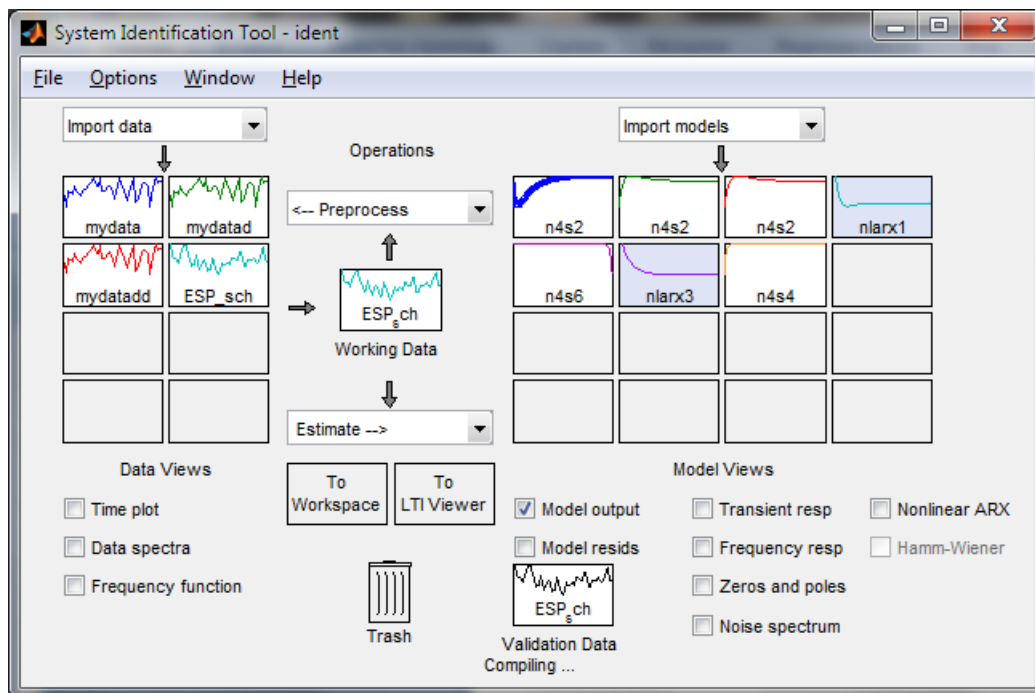 System Identification Tool - ident
File Options Window Help
Import data
Operations
Import models
mydata mydatad
<-- Preprocess
n4s2 n4s2 n4s2 nlarx1
mydatadd ESP_sch
ESPsch
n4s6 nlarx3 n4s4
Working Data
Estimate -->
Data Views
To Workspace
To LTI Viewer
Model Views
Time plot
Model output Transient resp Nonlinear ARX
Data spectra
Model resids Frequency resp Hamm-Wiener
Frequency function
ESPsch
Zeros and poles
Trash
Noise spectrum
Validation Data
Compiling ...